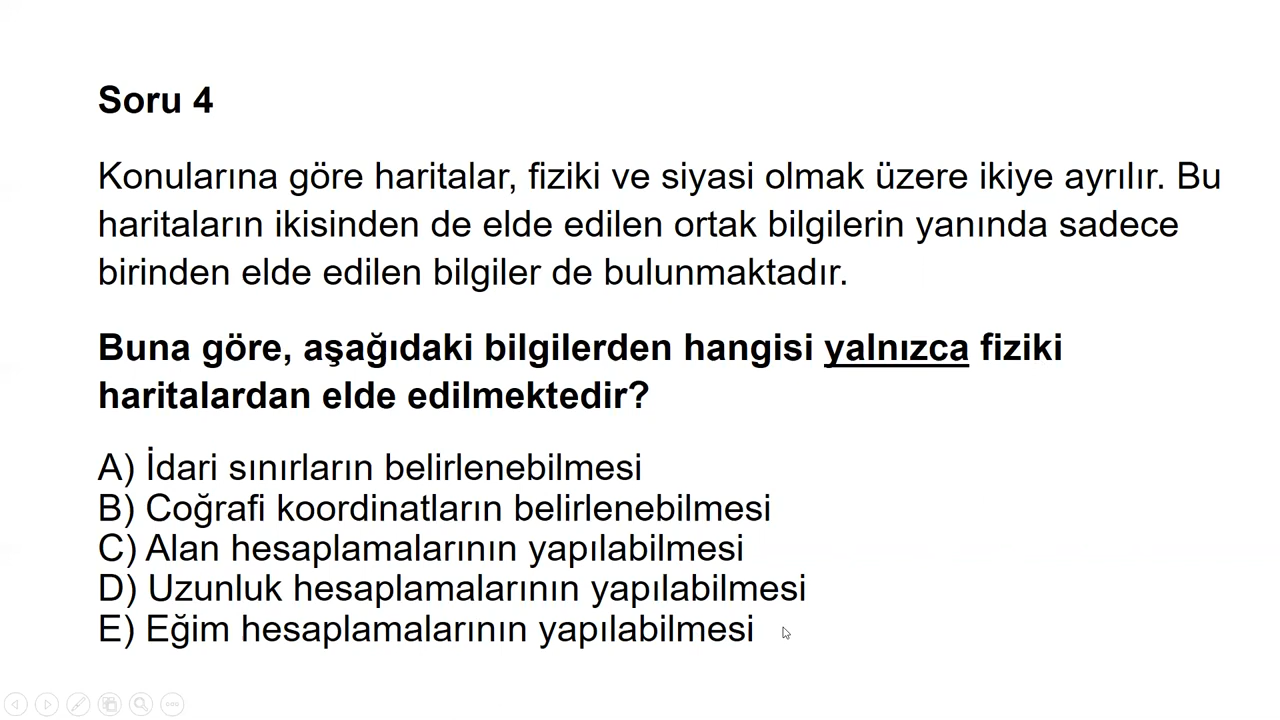 Soru 4
Konularına göre haritalar, fiziki ve siyasi olmak üzere ikiye ayrılır. Bu
haritaların ikisinden de elde edilen ortak bilgilerin yanında sadece
birinden elde edilen bilgiler de bulunmaktadır.
Buna göre, aşağıdaki bilgilerden hangisi yalnızca fiziki
haritalardan elde edilmektedir?
A) İdari sınırların belirlenebilmesi
B) Coğrafi koordinatların belirlenebilmesi
C) Alan hesaplamalarının yapılabilmesi
D) Uzunluk hesaplamalarının yapılabilmesi
E) Eğim hesaplamalarının yapılabilmesi